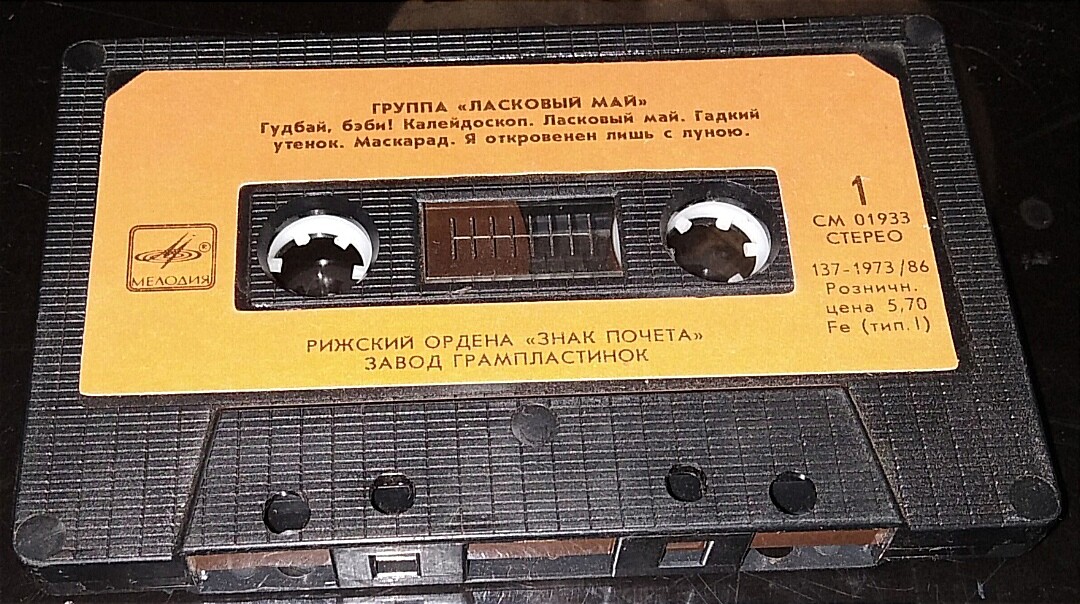 ГРУППА «ЛАСКОВЫЙ МАЙ»
Гудбай, бэби! Калейдоскоп. Ласковый май. Гадкий
утенок. Маскарад. Я откровенен лишь с луною.
1
СМ 01933
СТЕРЕО
МЕЛОДИЯ
®
137-1973/86
Розничн.
цена 5,70
Fe (тип. I)
РИЖСКИЙ ОРДЕНА «ЗНАК ПОЧЕТА»
ЗАВОД ГРАМПЛАСТИНОК